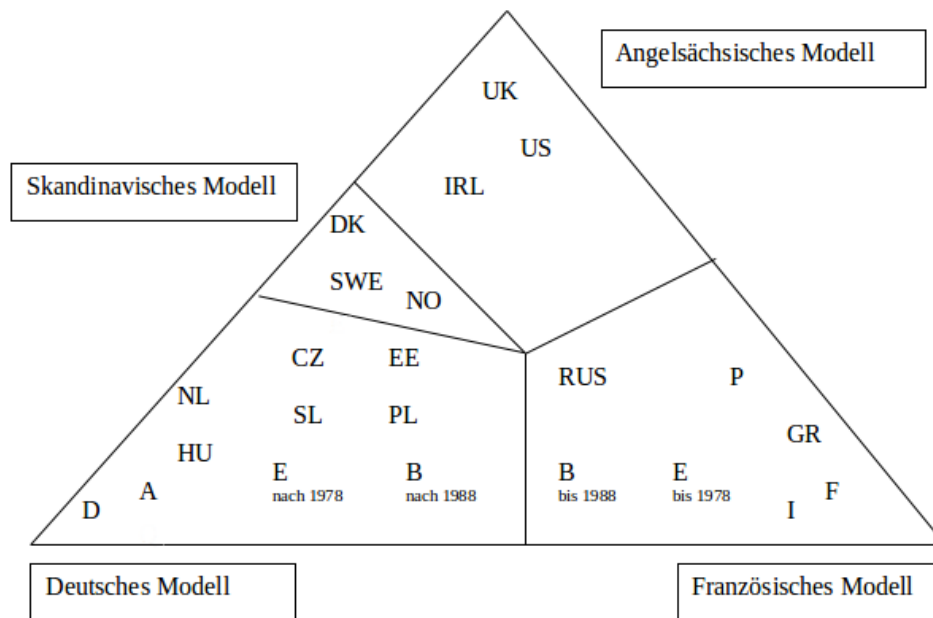 Angelsächsisches Modell
UK
US
Skandinavisches Modell
IRL
DK
SWE
NO
CZ EE
RUS P
NL
SL PL
GR
HU
E B B E
nach 1978 nach 1988 bis 1988 bis 1978
A F
D I
Deutsches Modell Französisches Modell